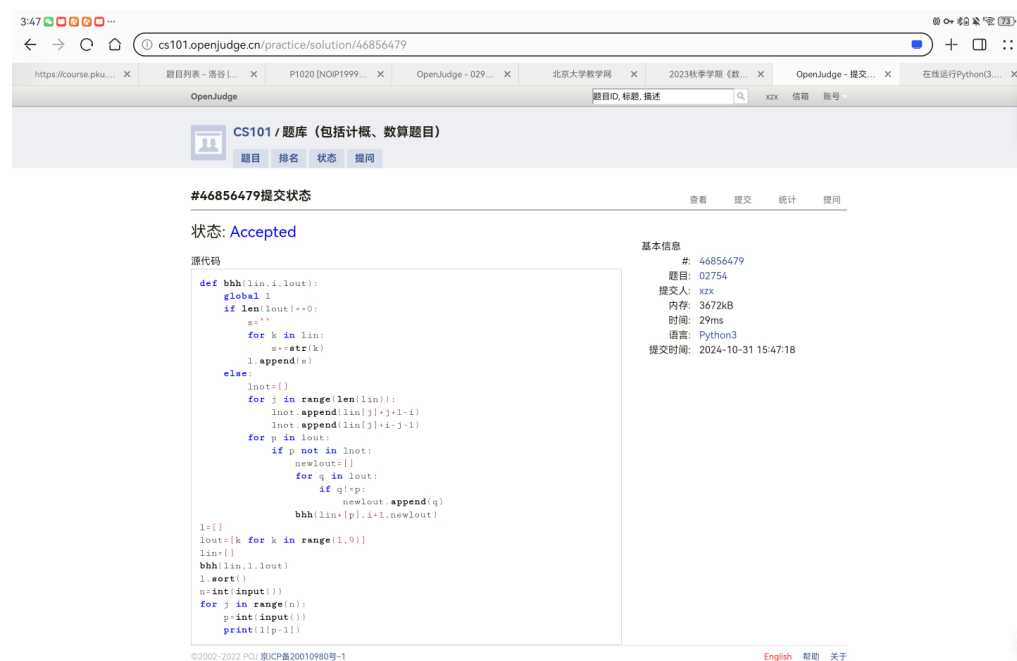 3:47
73
cs101.openjudge.cn/practice/solution/46856479
https://course.pku....
题目列表 - 洛谷 |...
P1020 [NOIP1999...
OpenJudge - 029...
北京大学教学网
2023秋季学期《数...
OpenJudge - 提交...
在线运行Python(3....
OpenJudge
题目ID, 标题, 描述
xzx 信箱 账号
CS101 / 题库（包括计概、数算题目）
题目 排名 状态 提问
#46856479提交状态
查看 提交 统计 提问
状态: Accepted
源代码
def bhh(lin,i,lout):
    global l
    if len(lout)==0:
        s=''
        for k in lin:
            s+=str(k)
        l.append(s)
    else:
        lnot=[]
        for j in range(len(lin)):
            lnot.append(lin[j]+j+1-i)
            lnot.append(lin[j]+i-j-1)
        for p in lout:
            if p not in lnot:
                newlout=[]
                for q in lout:
                    if q!=p:
                        newlout.append(q)
                bhh(lin+[p],i+1,newlout)
l=[]
lout=[k for k in range(1,9)]
lin=[]
bhh(lin,1,lout)
l.sort()
n=int(input())
for j in range(n):
    p=int(input())
    print(l[p-1])
基本信息
#: 46856479
题目: 02754
提交人: xzx
内存: 3672kB
时间: 29ms
语言: Python3
提交时间: 2024-10-31 15:47:18
©2002-2022 POJ 京ICP备20010980号-1
English 帮助 关于